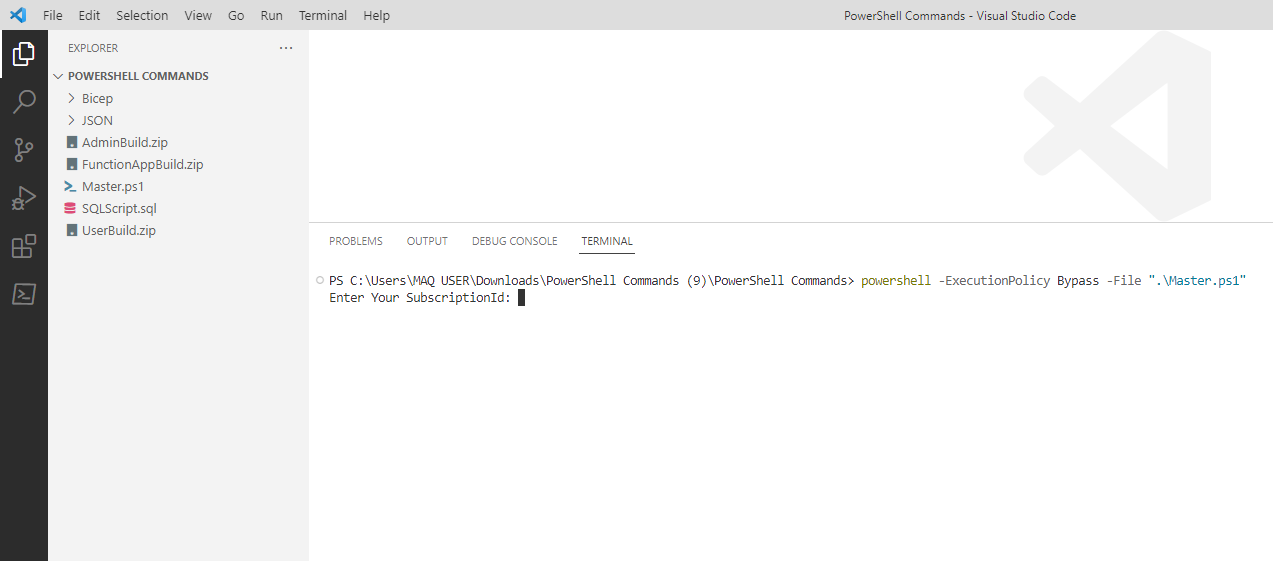 File Edit Selection View Go Run Terminal Help PowerShell Commands - Visual Studio Code
EXPLORER ...
POWERSHELL COMMANDS
Bicep
JSON
AdminBuild.zip
FunctionAppBuild.zip
Master.ps1
SQLScript.sql
UserBuild.zip
PROBLEMS OUTPUT DEBUG CONSOLE TERMINAL
PS C:\Users\MAQ USER\Downloads\PowerShell Commands (9)\PowerShell Commands> powershell -ExecutionPolicy Bypass -File ".\Master.ps1"
Enter Your SubscriptionId: